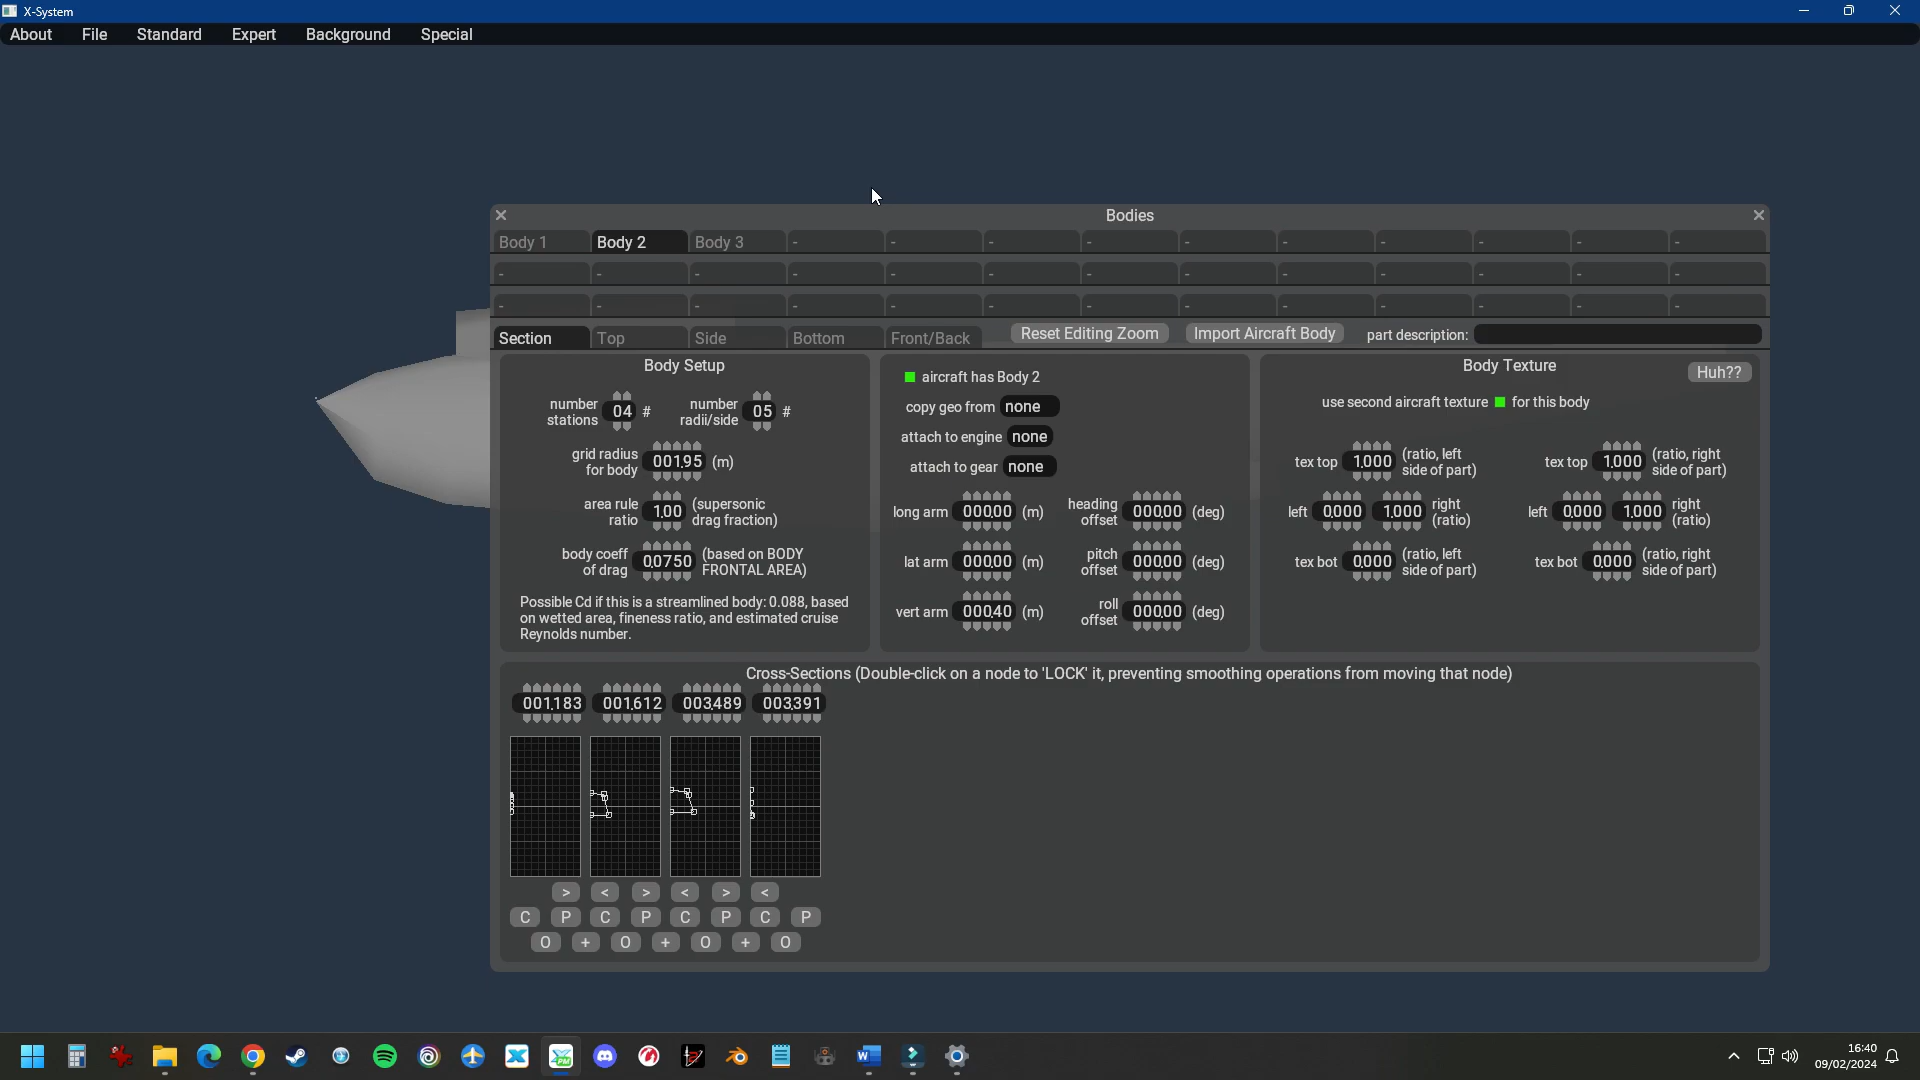 X-System
About File Standard Expert Background Special
Bodies
Body 1 Body 2 Body 3 - - - - - - - - - -
- - - - - - - - - - - - -
- - - - - - - - - - - - -
Section Top Side Bottom Front/Back Reset Editing Zoom Import Aircraft Body part description:
Body Setup
number stations 04 # number radii/side 05 #
grid radius for body 001.95 (m)
area rule ratio 1.00 (supersonic drag fraction)
body coeff of drag 0.0750 (based on BODY FRONTAL AREA)
Possible Cd if this is a streamlined body: 0.088, based
on wetted area, fineness ratio, and estimated cruise
Reynolds number.
aircraft has Body 2
copy geo from none
attach to engine none
attach to gear none
long arm 000.00 (m) heading offset 000.00 (deg)
lat arm 000.00 (m) pitch offset 000.00 (deg)
vert arm 000.40 (m) roll offset 000.00 (deg)
Body Texture
Huh??
use second aircraft texture for this body
tex top 1.000 (ratio, left side of part) tex top 1.000 (ratio, right side of part)
left 0.000 1.000 right (ratio) left 0.000 1.000 right (ratio)
tex bot 0.000 (ratio, left side of part) tex bot 0.000 (ratio, right side of part)
Cross-Sections (Double-click on a node to 'LOCK' it, preventing smoothing operations from moving that node)
001.183 001.612 003.489 003.391
> < > < > <
C P C P C P C P
O + O + O + O
16:40
09/02/2024